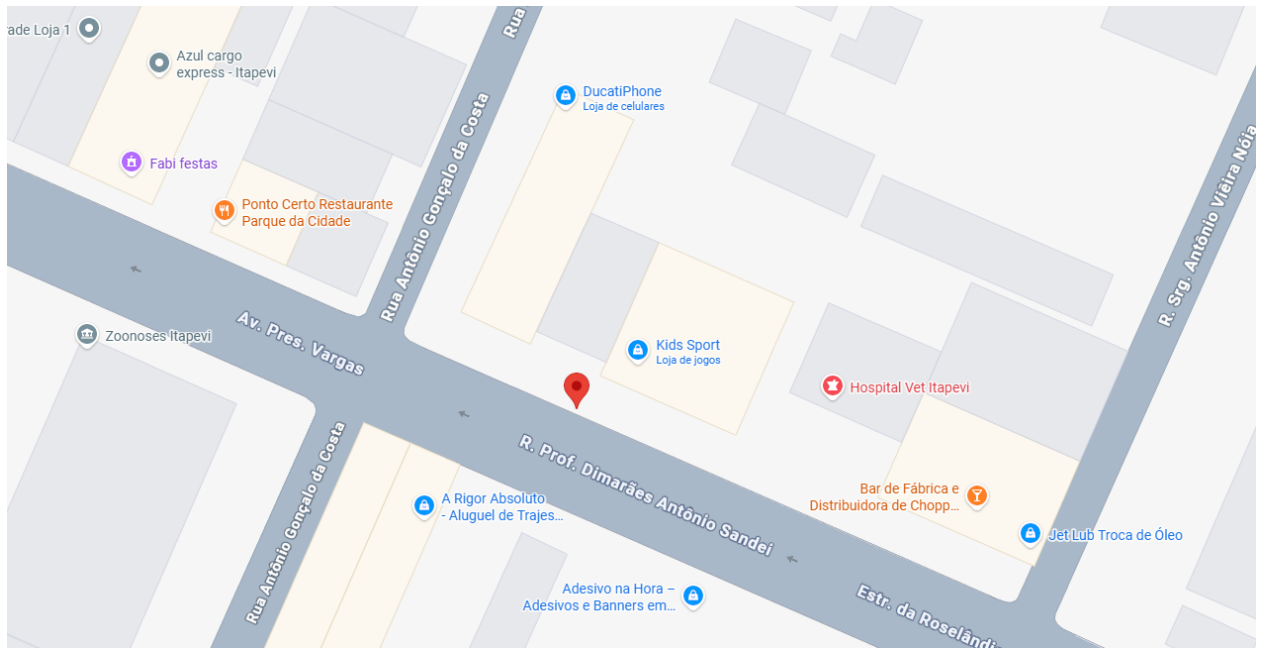 rade Loja 1
Azul cargo
express - Itapevi
Fabi festas
Ponto Certo Restaurante
Parque da Cidade
Rua
Rua Antônio Gonçalo da Costa
DucatiPhone
Loja de celulares
R. Srg. Antônio Viêira Nóia
Zoonoses Itapevi
Av. Pres. Vargas
Kids Sport
Loja de jogos
Hospital Vet Itapevi
R. Prof. Dimarães Antônio Sandei
Rua Antônio Gonçalo da Costa
A Rigor Absoluto
- Aluguel de Trajes...
Bar de Fábrica e
Distribuidora de Chopp...
Jet Lub Troca de Óleo
Adesivo na Hora –
Adesivos e Banners em...
Estr. da Roselândi